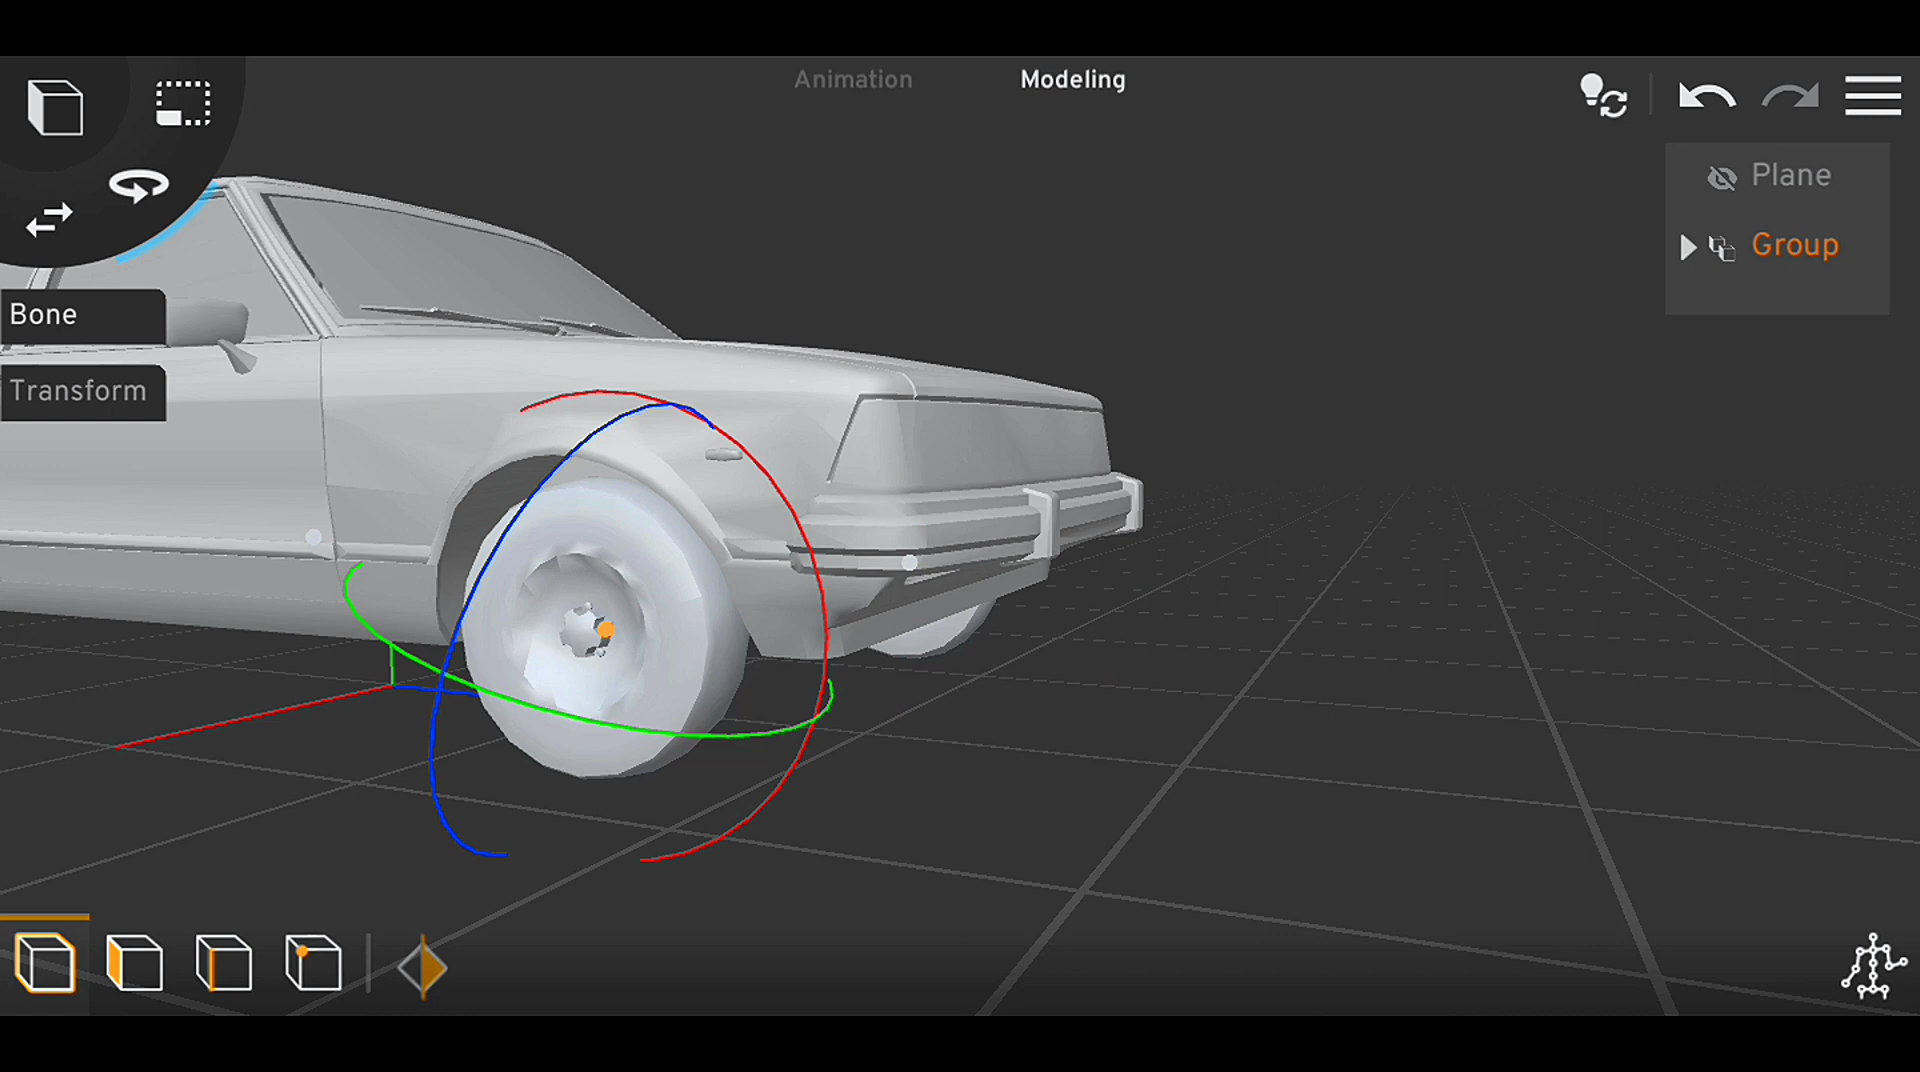 Animation
Modeling
Plane
Group
Bone
Transform